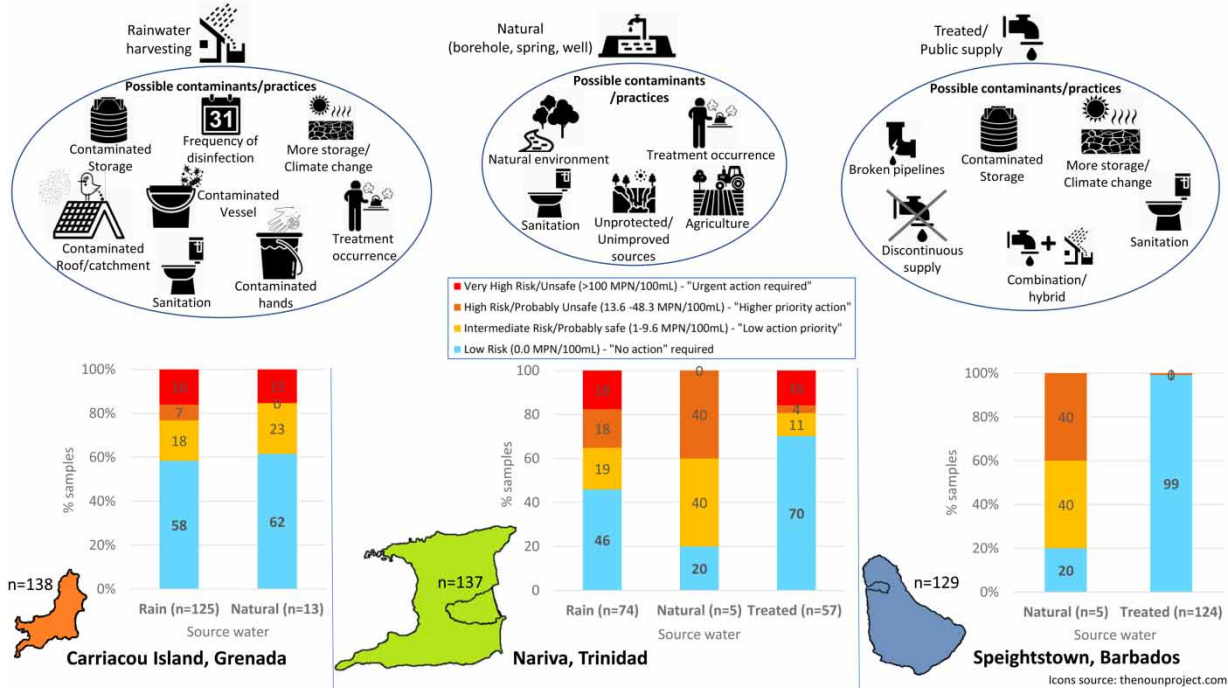 Rainwater
harvesting
Possible contaminants/practices
31
Contaminated
Storage
Frequency of
disinfection
More storage/
Climate change
Contaminated
Vessel
Contaminated
Roof/catchment
Treatment
occurrence
Sanitation
Contaminated
hands
Natural
(borehole, spring, well)
Possible contaminants
/practices
Natural environment
Treatment occurrence
Sanitation
Unprotected/
Unimproved
sources
Agriculture
Treated/
Public supply
Possible contaminants/practices
Broken pipelines
Contaminated
Storage
More storage/
Climate change
Discontinuous
supply
Combination/
hybrid
Sanitation
Very High Risk/Unsafe (>100 MPN/100mL) - "Urgent action required"
High Risk/Probably Unsafe (13.6 -48.3 MPN/100mL) - "Higher priority action"
Intermediate Risk/Probably safe (1-9.6 MPN/100mL) - "Low action priority"
Low Risk (0.0 MPN/100mL) - "No action" required
% samples
100%
80%
60%
40%
20%
0%
16
7
18
58
0
23
62
Rain (n=125)
Natural (n=13)
Source water
n=138
Carriacou Island, Grenada
% samples
100%
80
60
40
20
0
18
18
19
46
0
40
40
20
16
4
11
70
Rain (n=74)
Natural (n=5)
Treated (n=57)
Source water
n=137
Nariva, Trinidad
% samples
100%
80%
60%
40%
20%
0%
40
40
20
99
Natural (n=5)
Treated (n=124)
Source water
n=129
Speightstown, Barbados
Icons source: thenounproject.com